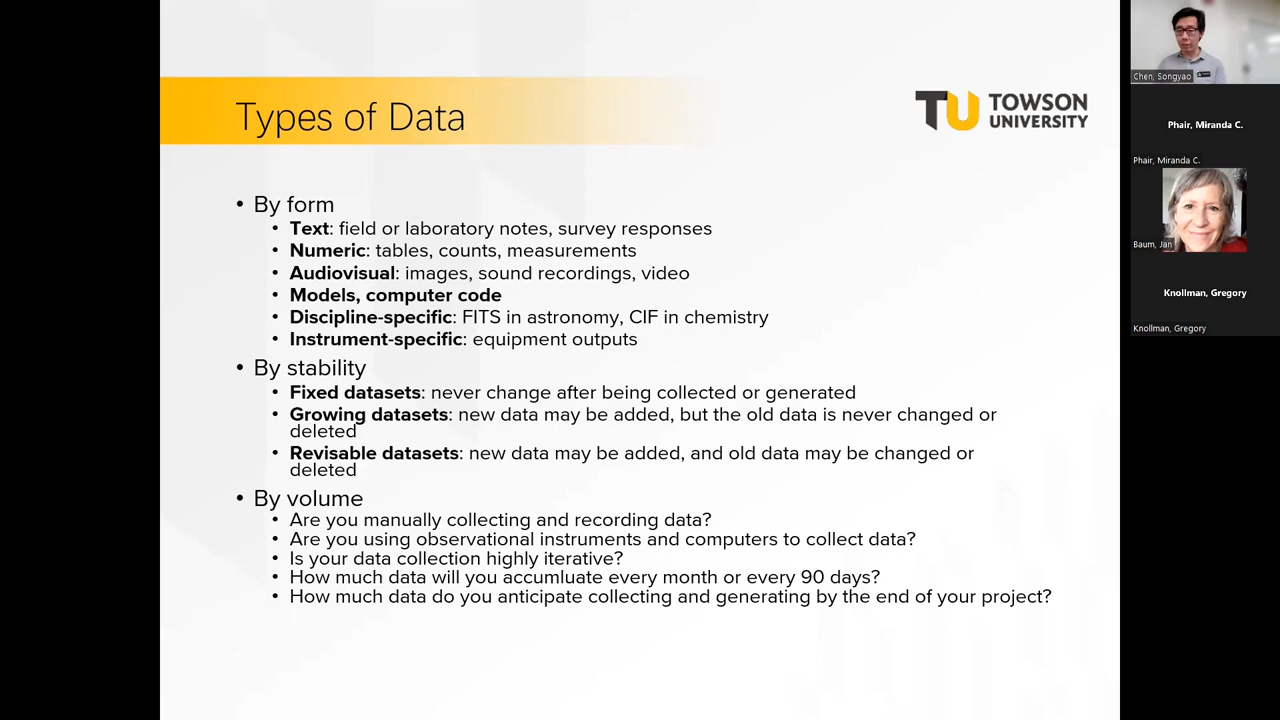 Types of Data
TU TOWSON
UNIVERSITY
• By form
• Text: field or laboratory notes, survey responses
• Numeric: tables, counts, measurements
• Audiovisual: images, sound recordings, video
• Models, computer code
• Discipline-specific: FITS in astronomy, CIF in chemistry
• Instrument-specific: equipment outputs
• By stability
• Fixed datasets: never change after being collected or generated
• Growing datasets: new data may be added, but the old data is never changed or
deleted
• Revisable datasets: new data may be added, and old data may be changed or
deleted
• By volume
• Are you manually collecting and recording data?
• Are you using observational instruments and computers to collect data?
• Is your data collection highly iterative?
• How much data will you accumluate every month or every 90 days?
• How much data do you anticipate collecting and generating by the end of your project?
Chen, Songyao
Phair, Miranda C.
Phair, Miranda C.
Baum, Jan
Knollman, Gregory
Knollman, Gregory